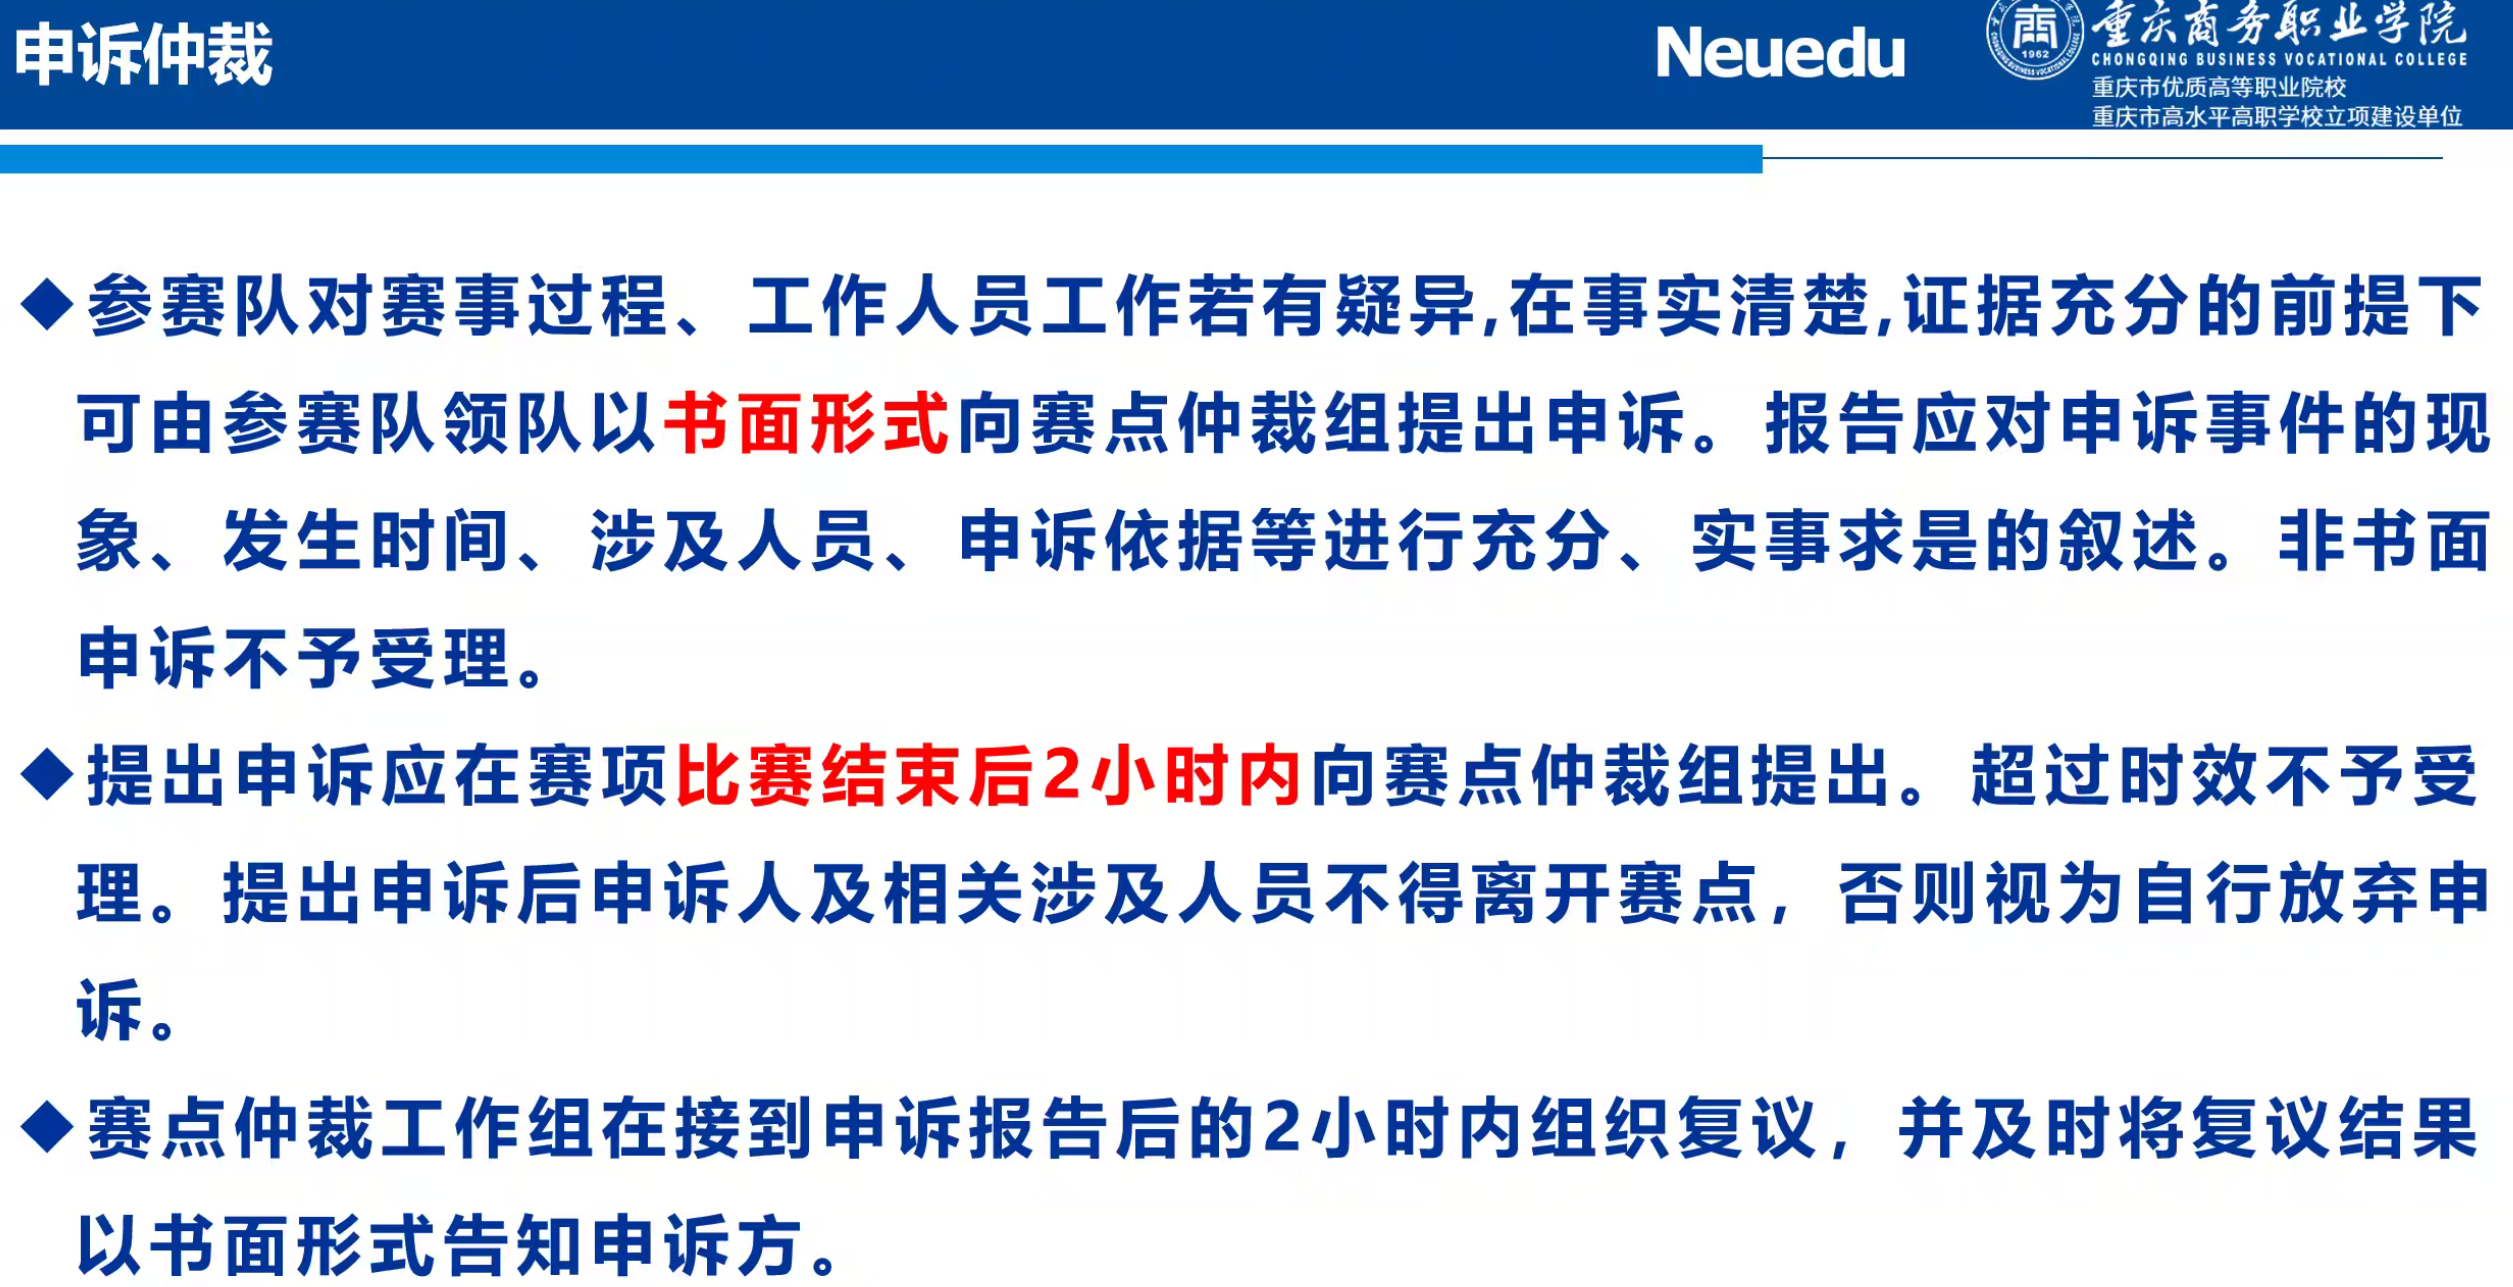 申诉仲裁
Neuedu
重庆商务职业学院
CHONGQING BUSINESS VOCATIONAL COLLEGE
重庆市优质高等职业院校
重庆市高水平高职学校立项建设单位
1962
◆参赛队对赛事过程、工作人员工作若有疑异,在事实清楚,证据充分的前提下
可由参赛队领队以书面形式向赛点仲裁组提出申诉。报告应对申诉事件的现
象、发生时间、涉及人员、申诉依据等进行充分、实事求是的叙述。非书面
申诉不予受理。
◆提出申诉应在赛项比赛结束后2小时内向赛点仲裁组提出。超过时效不予受
理。提出申诉后申诉人及相关涉及人员不得离开赛点，否则视为自行放弃申
诉。
◆赛点仲裁工作组在接到申诉报告后的2小时内组织复议，并及时将复议结果
以书面形式告知申诉方。